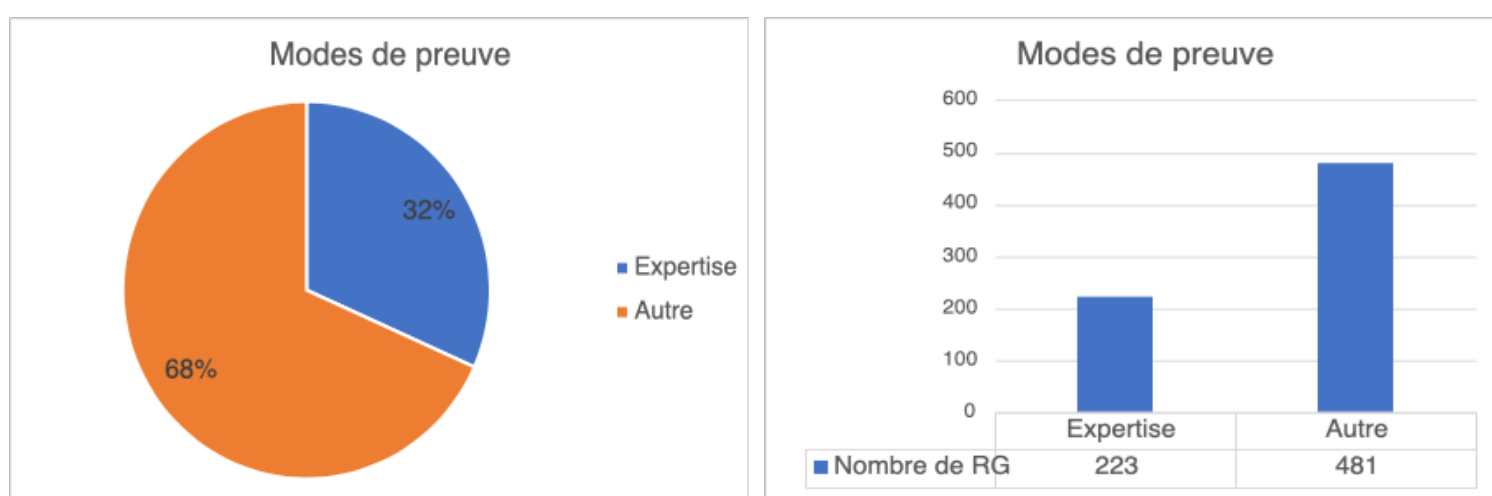 Modes de preuve
32%
68%
Expertise
Autre
Modes de preuve
600
500
400
300
200
100
0
Expertise Autre
Nombre de RG 223 481